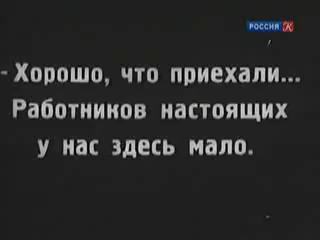 РОССИЯ К
- Хорошо, что приехали...
Работников настоящих
у нас здесь мало.